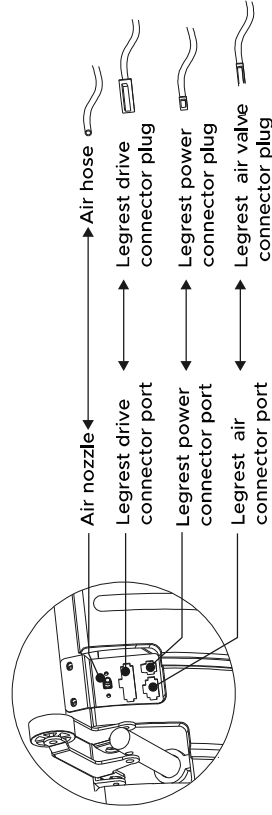 Air nozzle
Air hose
Legrest drive
connector port
Legrest drive
connector plug
Legrest power
connector port
Legrest power
connector plug
Legrest air
connector port
Legrest air valve
connector plug